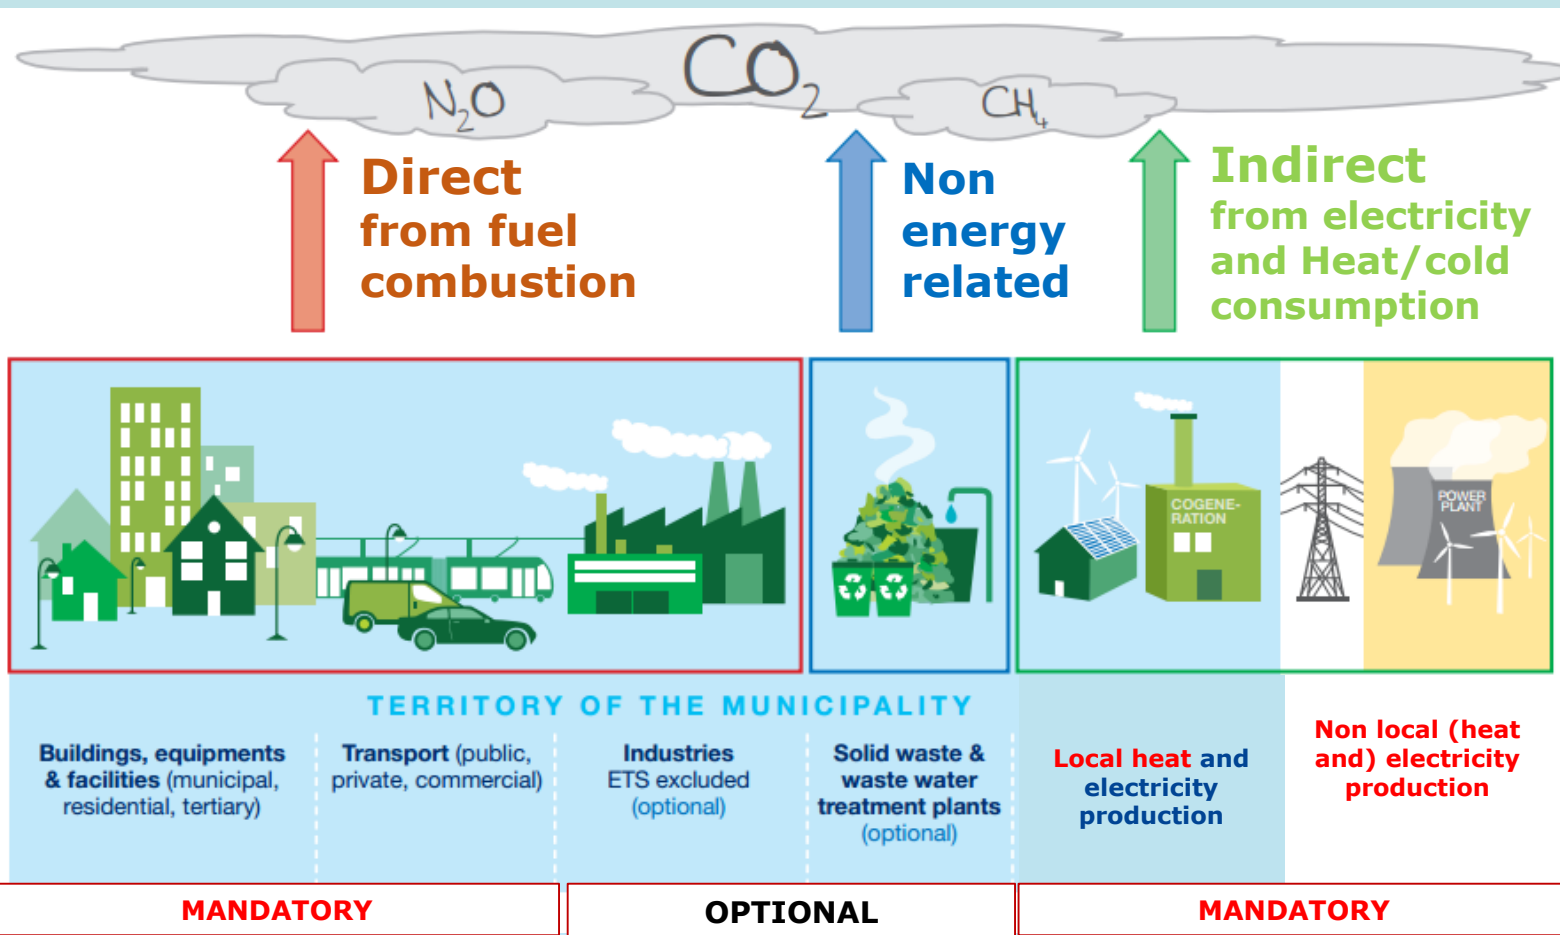 CO₂
N₂O
CH₄
Direct
from fuel
combustion
Non
energy
related
Indirect
from electricity
and Heat/cold
consumption
COGENE-
RATION
POWER
PLANT
TERRITORY OF THE MUNICIPALITY
Buildings, equipments
& facilities (municipal,
residential, tertiary)
Transport (public,
private, commercial)
Industries
ETS excluded
(optional)
Solid waste &
waste water
treatment plants
(optional)
Local heat and
electricity
production
Non local (heat
and) electricity
production
MANDATORY
OPTIONAL
MANDATORY